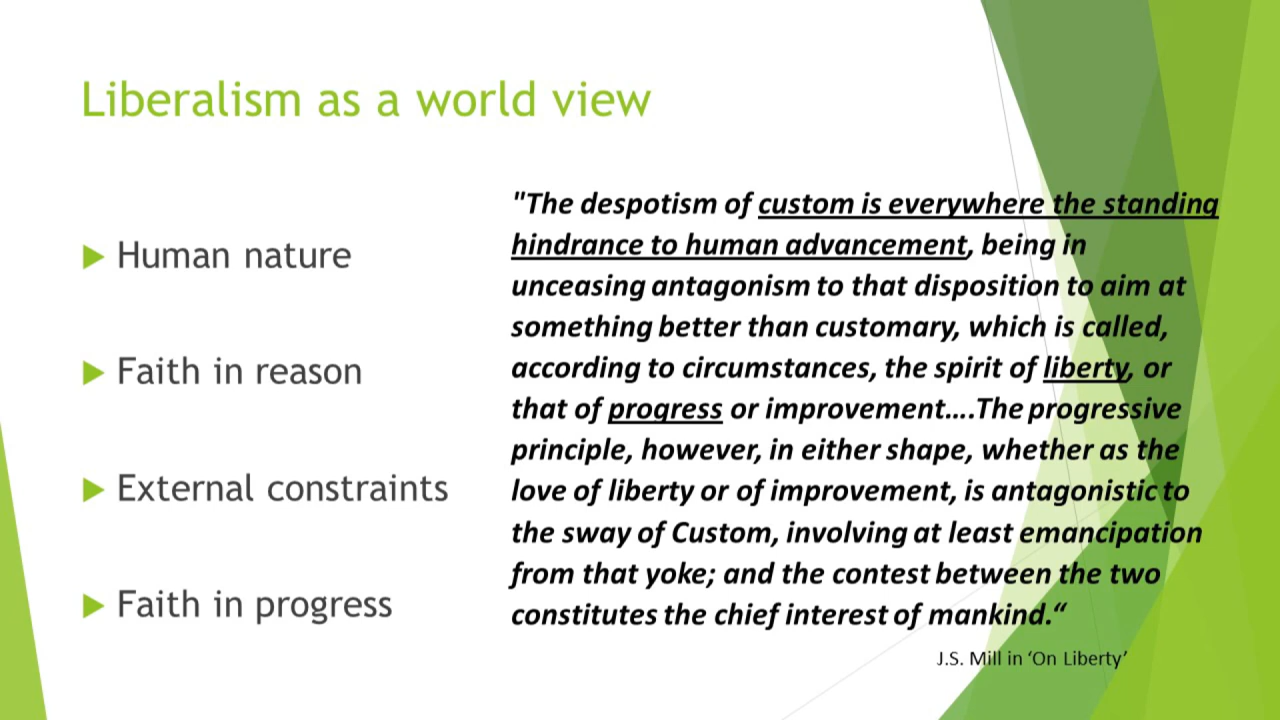 Liberalism as a world view
Human nature
Faith in reason
External constraints
Faith in progress
"The despotism of custom is everywhere the standing
hindrance to human advancement, being in
unceasing antagonism to that disposition to aim at
something better than customary, which is called,
according to circumstances, the spirit of liberty, or
that of progress or improvement....The progressive
principle, however, in either shape, whether as the
love of liberty or of improvement, is antagonistic to
the sway of Custom, involving at least emancipation
from that yoke; and the contest between the two
constitutes the chief interest of mankind.“
J.S. Mill in ‘On Liberty’